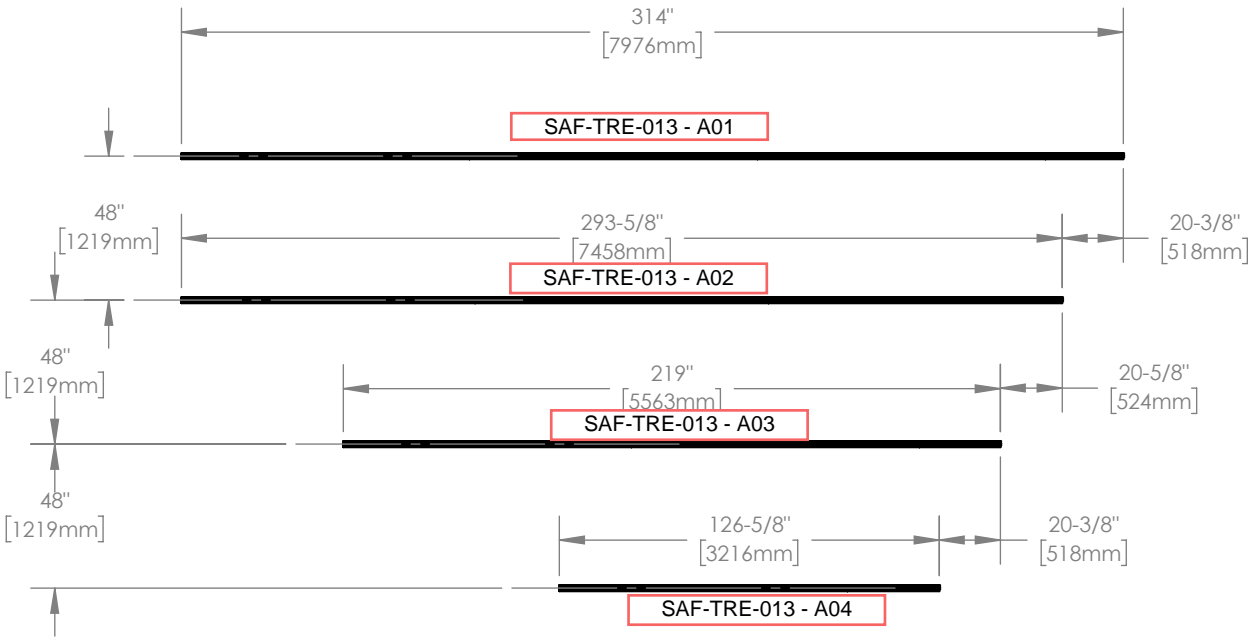 314"
[7976mm]
SAF-TRE-013 - A01
48"
[1219mm]
293-5/8"
[7458mm]
20-3/8"
[518mm]
SAF-TRE-013 - A02
48"
[1219mm]
219"
[5563mm]
20-5/8"
[524mm]
SAF-TRE-013 - A03
48"
[1219mm]
126-5/8"
[3216mm]
20-3/8"
[518mm]
SAF-TRE-013 - A04